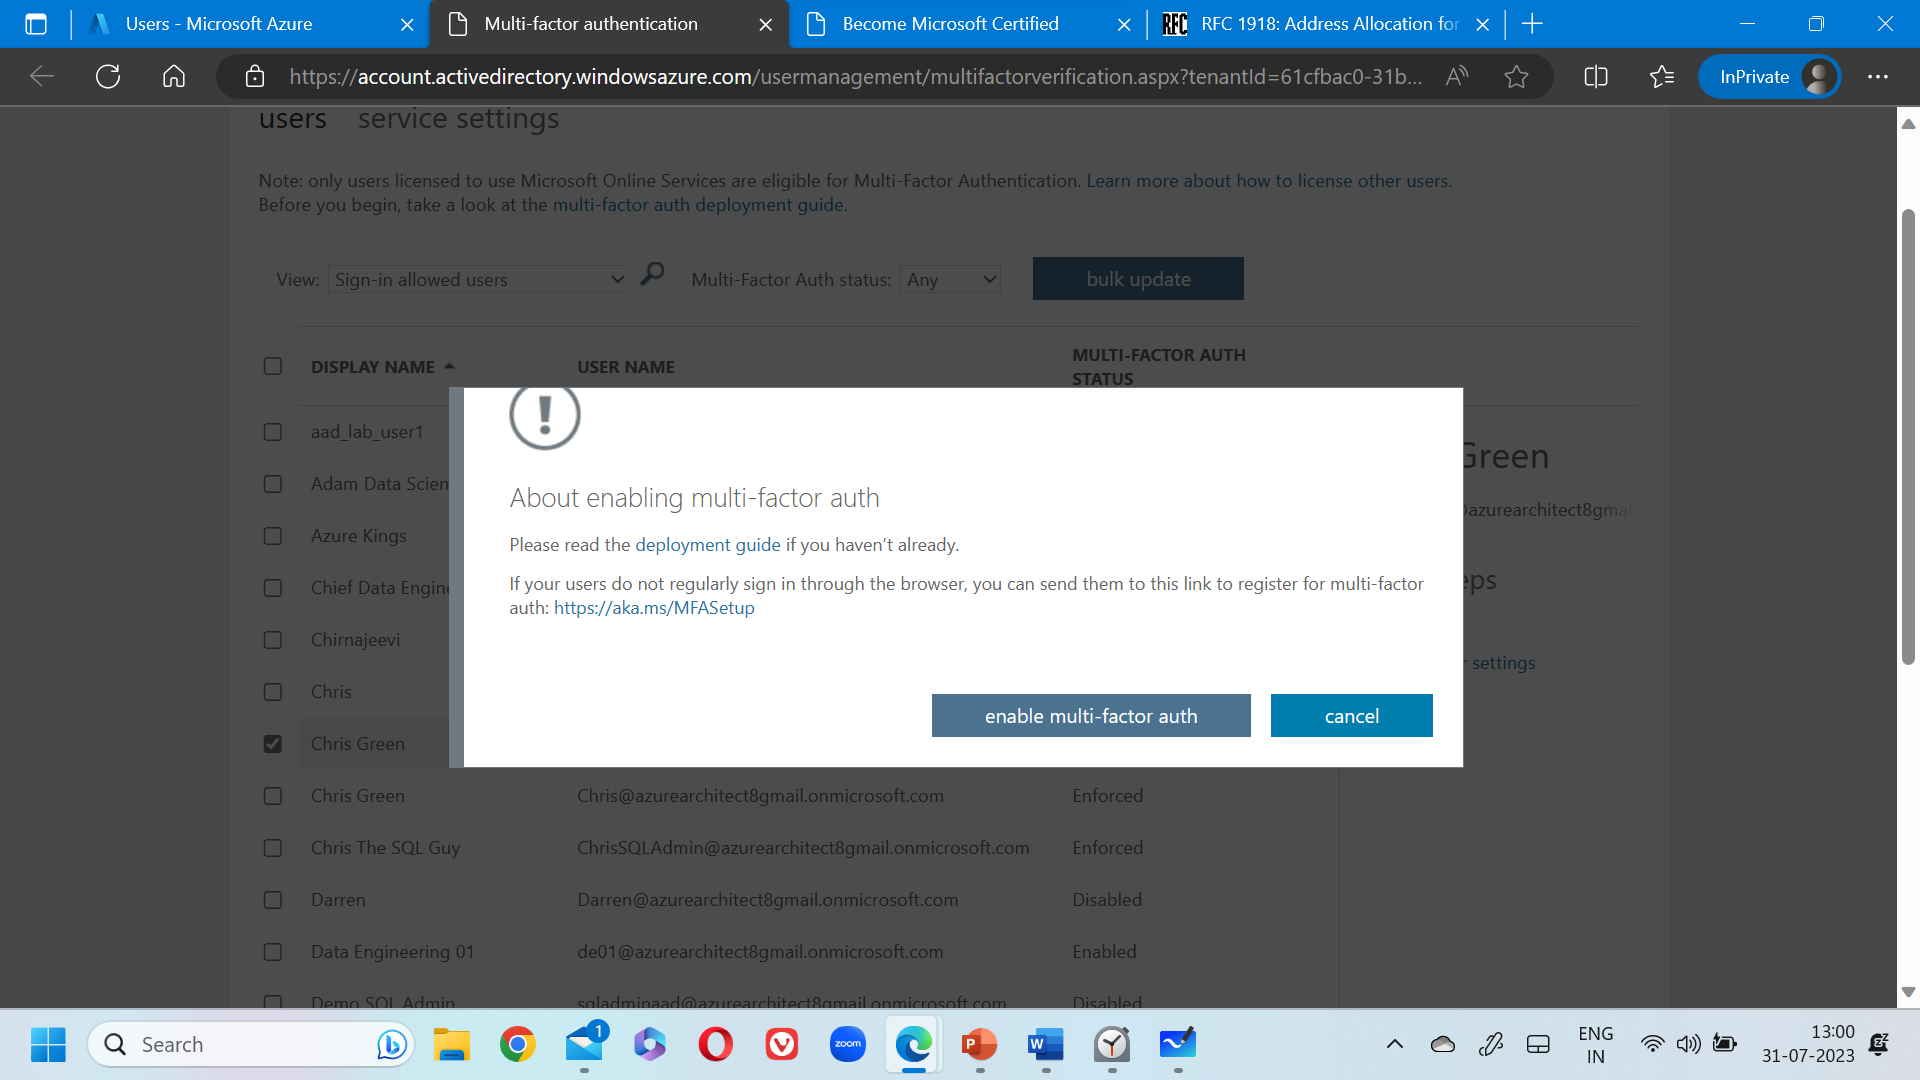 Users - Microsoft Azure
Multi-factor authentication
Become Microsoft Certified
RFC
RFC 1918: Address Allocation for
https://account.activedirectory.windowsazure.com/usermanagement/multifactorverification.aspx?tenantId=61cfbac0-31b...
InPrivate
users service settings
Note: only users licensed to use Microsoft Online Services are eligible for Multi-Factor Authentication. Learn more about how to license other users.
Before you begin, take a look at the multi-factor auth deployment guide.
View: Sign-in allowed users Multi-Factor Auth status: Any bulk update
DISPLAY NAME USER NAME MULTI-FACTOR AUTH
STATUS
aad_lab_user1
Adam Data Scien
Azure Kings
Chief Data Engin
Chirnajeevi
Chris
Chris Green
Green
azurearchitect8gmai
eps
settings
About enabling multi-factor auth
Please read the deployment guide if you haven't already.
If your users do not regularly sign in through the browser, you can send them to this link to register for multi-factor
auth: https://aka.ms/MFASetup
enable multi-factor auth cancel
Chris Green Chris@azurearchitect8gmail.onmicrosoft.com Enforced
Chris The SQL Guy ChrisSQLAdmin@azurearchitect8gmail.onmicrosoft.com Enforced
Darren Darren@azurearchitect8gmail.onmicrosoft.com Disabled
Data Engineering 01 de01@azurearchitect8gmail.onmicrosoft.com Enabled
Demo SQL Admin sqladminaad@azurearchitect8gmail.onmicrosoft.com Disabled
Search
1
zoom
P
W
ENG
IN
13:00
31-07-2023